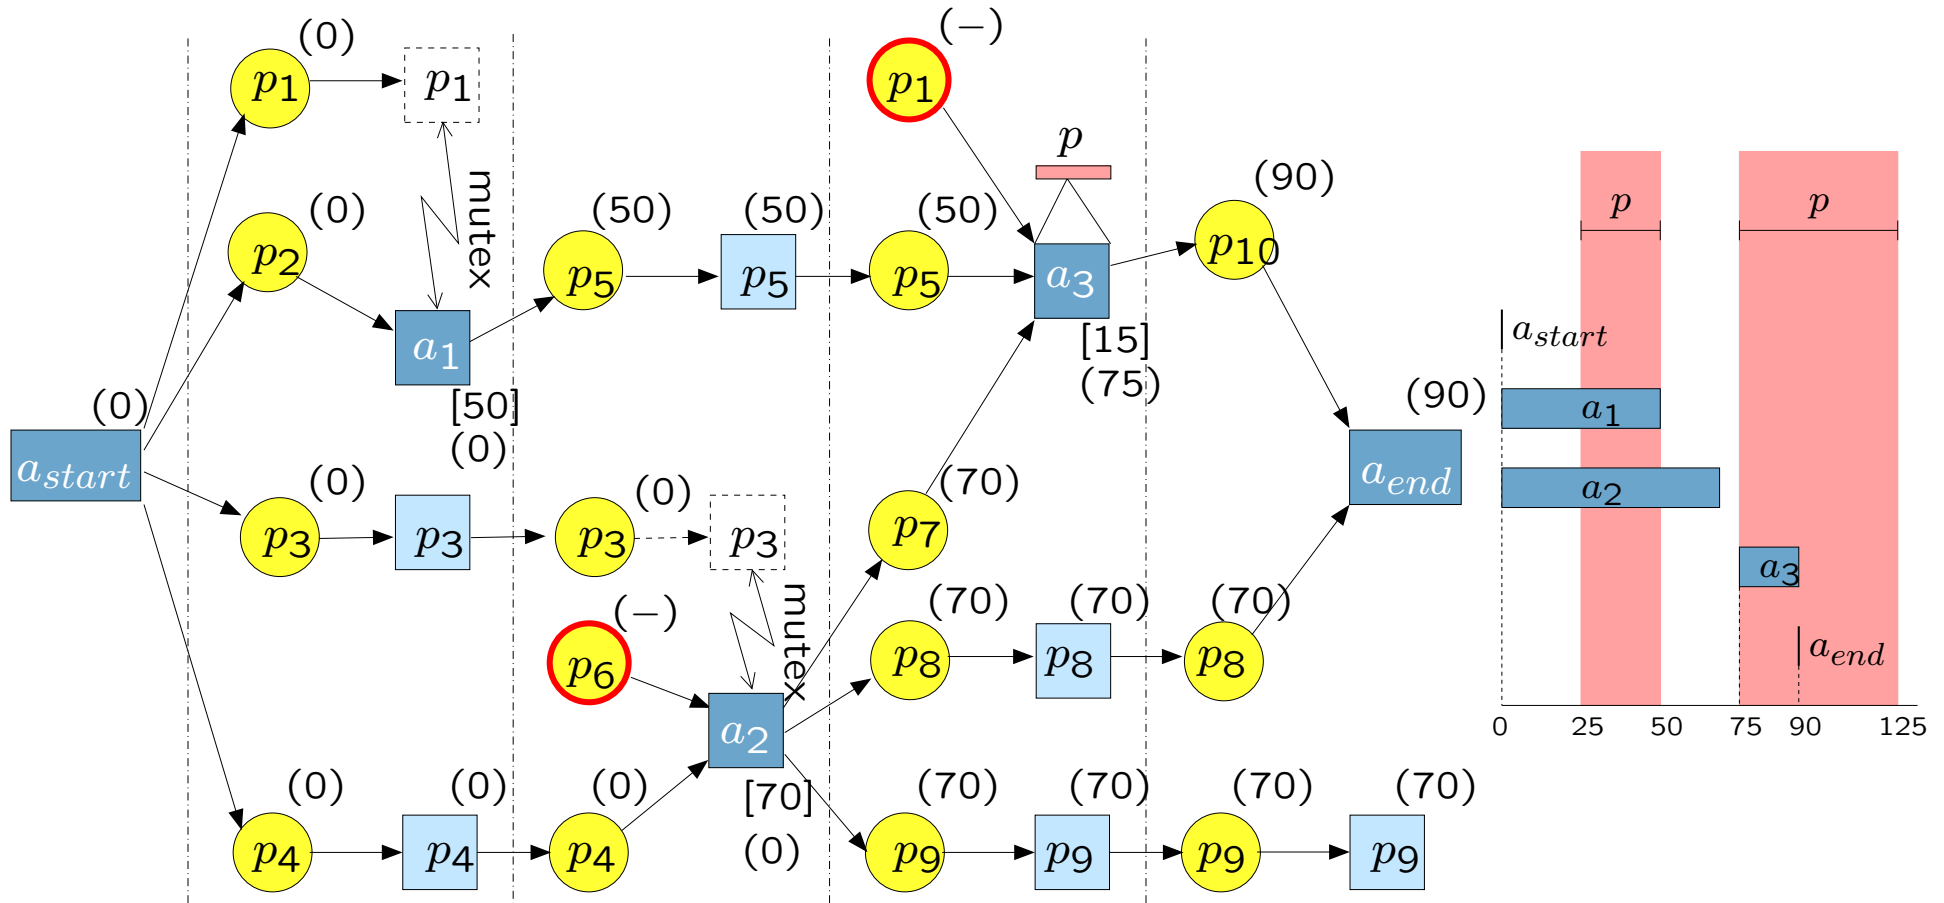 (0)
p1
p1
mutex
(0)
p2
a1
[50]
(0)
(0)
astart
(0)
p3
p3
(0)
p4
(0)
p4
(50)
p5
(50)
p5
(0)
p3
p3
mutex
(−)
p6
a2
[70]
(0)
(0)
p4
(−)
p1
p
(50)
p5
a3
[15]
(75)
(70)
p7
(70)
p8
(70)
p8
(70)
p9
(70)
p9
(90)
p10
(70)
p8
(70)
p9
(70)
p9
(90)
aend
p
p
astart
a1
a2
a3
aend
0 25 50 75 90 125